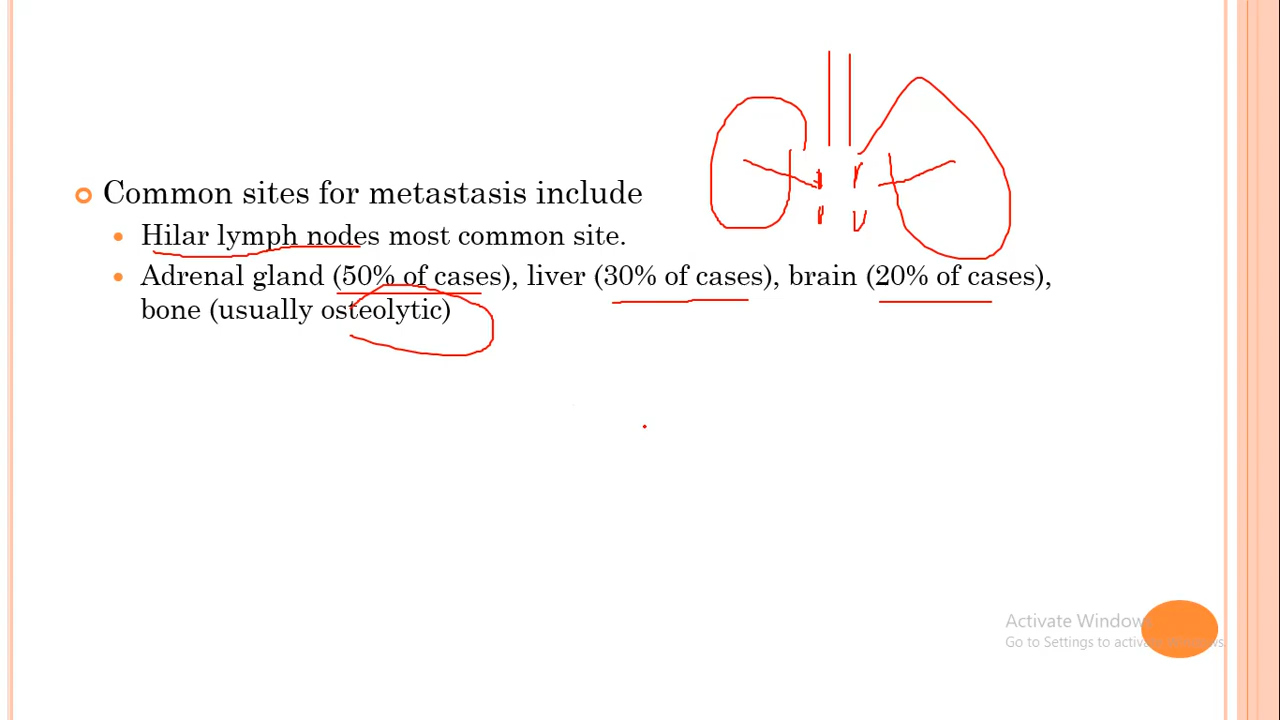 Common sites for metastasis include
Hilar lymph nodes most common site.
Adrenal gland (50% of cases), liver (30% of cases), brain (20% of cases),
bone (usually osteolytic)
Activate Windows
Go to Settings to activate Windows.